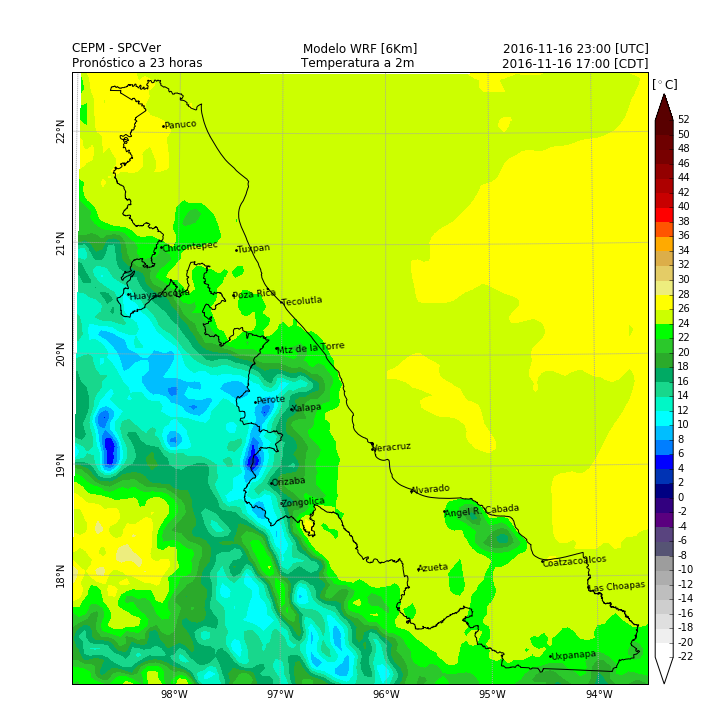 CEPM - SPCVer Modelo WRF [6Km] 2016-11-16 23:00 [UTC]
Pronóstico a 23 horas Temperatura a 2m 2016-11-16 17:00 [CDT]
[°C]
52
50
48
46
44
42
40
38
36
34
32
30
28
26
24
22
20
18
16
14
12
10
8
6
4
2
0
-2
-4
-6
-8
-10
-12
-14
-16
-18
-20
-22
22°N
21°N
20°N
19°N
18°N
Panuco
Chicontepec
Tuxpan
Huayacocotla
Poza Rica
Tecolutla
Mtz de la Torre
Perote
Xalapa
Veracruz
Orizaba
Alvarado
Zongolica
Angel R. Cabada
Azueta
Coatzacoalcos
Las Choapas
Uxpanapa
98°W 97°W 96°W 95°W 94°W